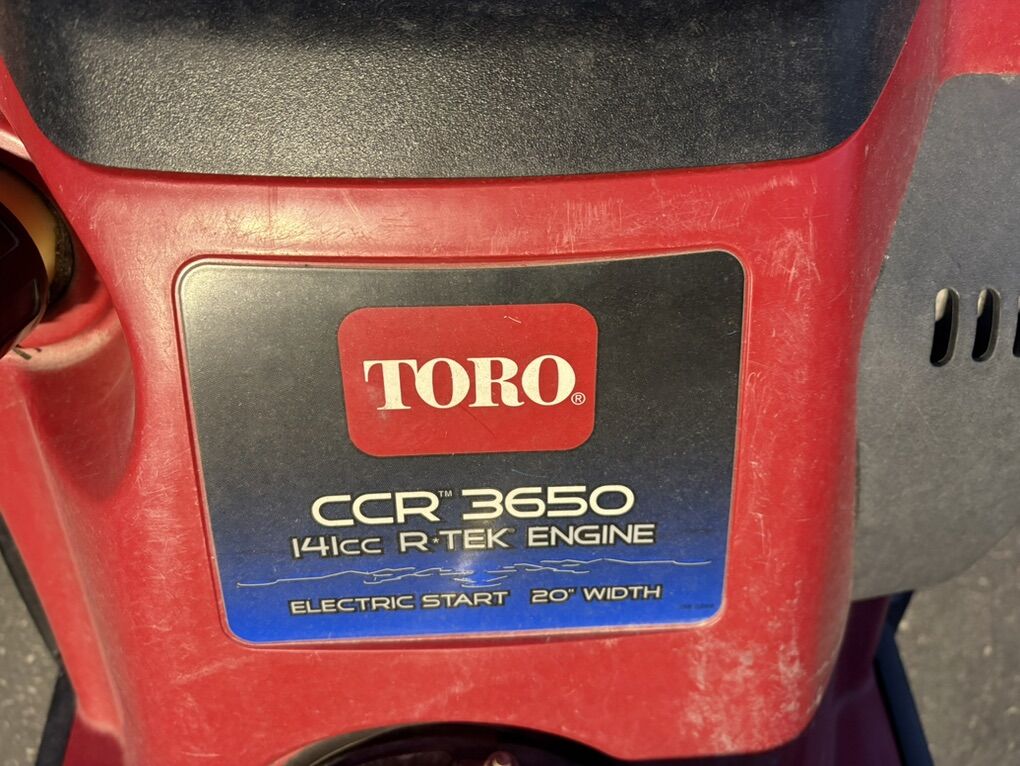 TORO®
CCR™ 3650
141cc R*TEK ENGINE
ELECTRIC START 20" WIDTH